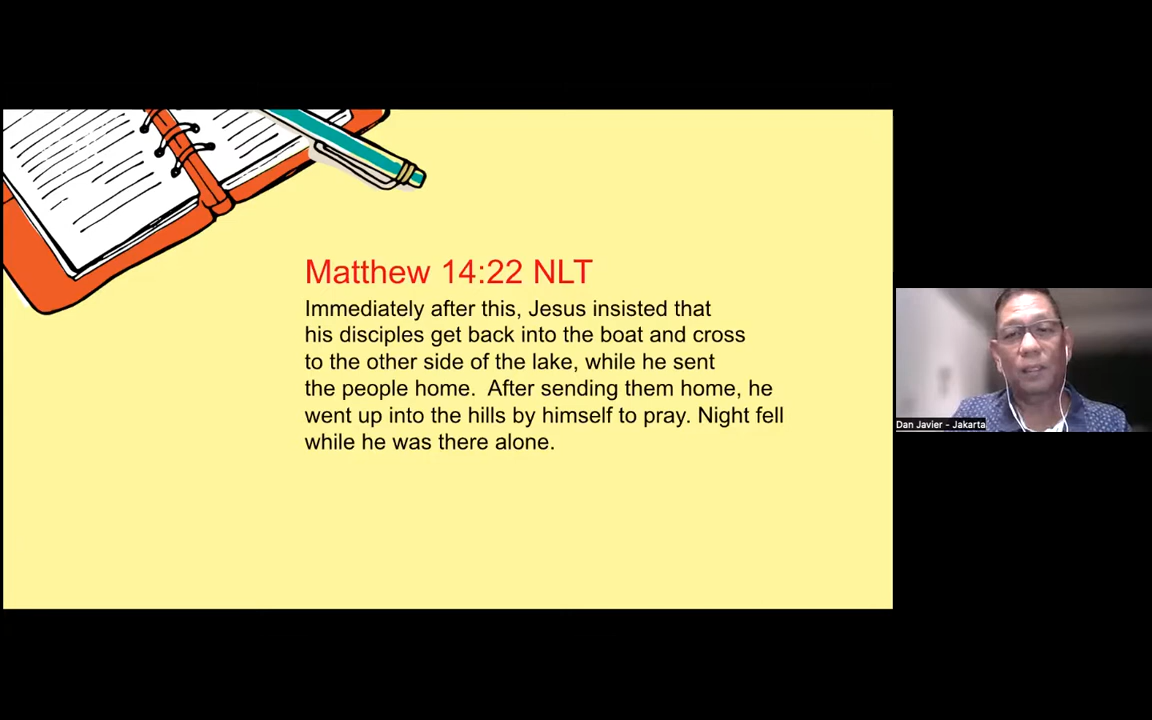 Matthew 14:22 NLT
Immediately after this, Jesus insisted that
his disciples get back into the boat and cross
to the other side of the lake, while he sent
the people home.  After sending them home, he
went up into the hills by himself to pray. Night fell
while he was there alone.
Dan Javier - Jakarta